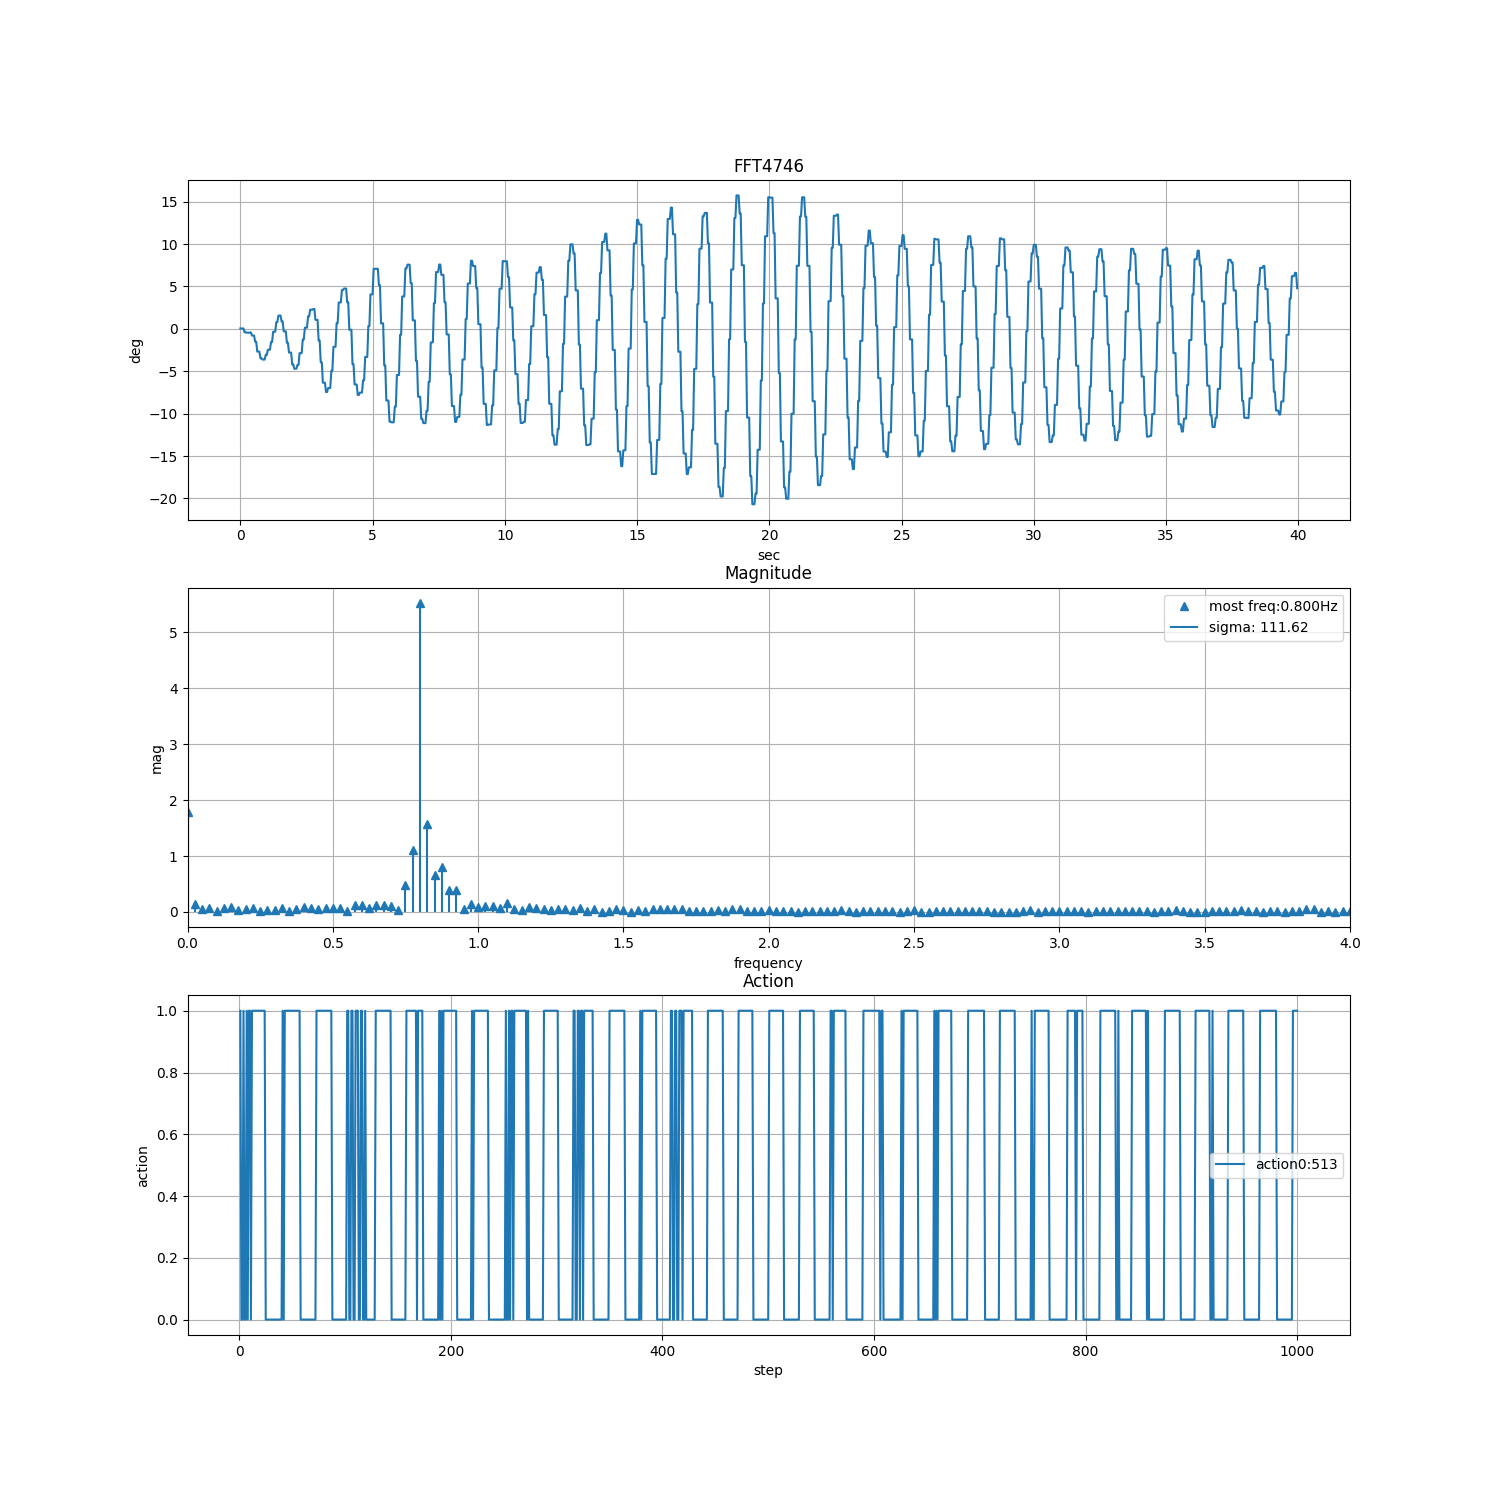 FFT4746
15
10
5
0
−5
−10
−15
−20
deg
0 5 10 15 20 25 30 35 40
sec
Magnitude
most freq:0.800Hz
sigma: 111.62
5
4
3
2
1
0
mag
0.0 0.5 1.0 1.5 2.0 2.5 3.0 3.5 4.0
frequency
Action
1.0
0.8
0.6
0.4
0.2
0.0
action
action0:513
0 200 400 600 800 1000
step